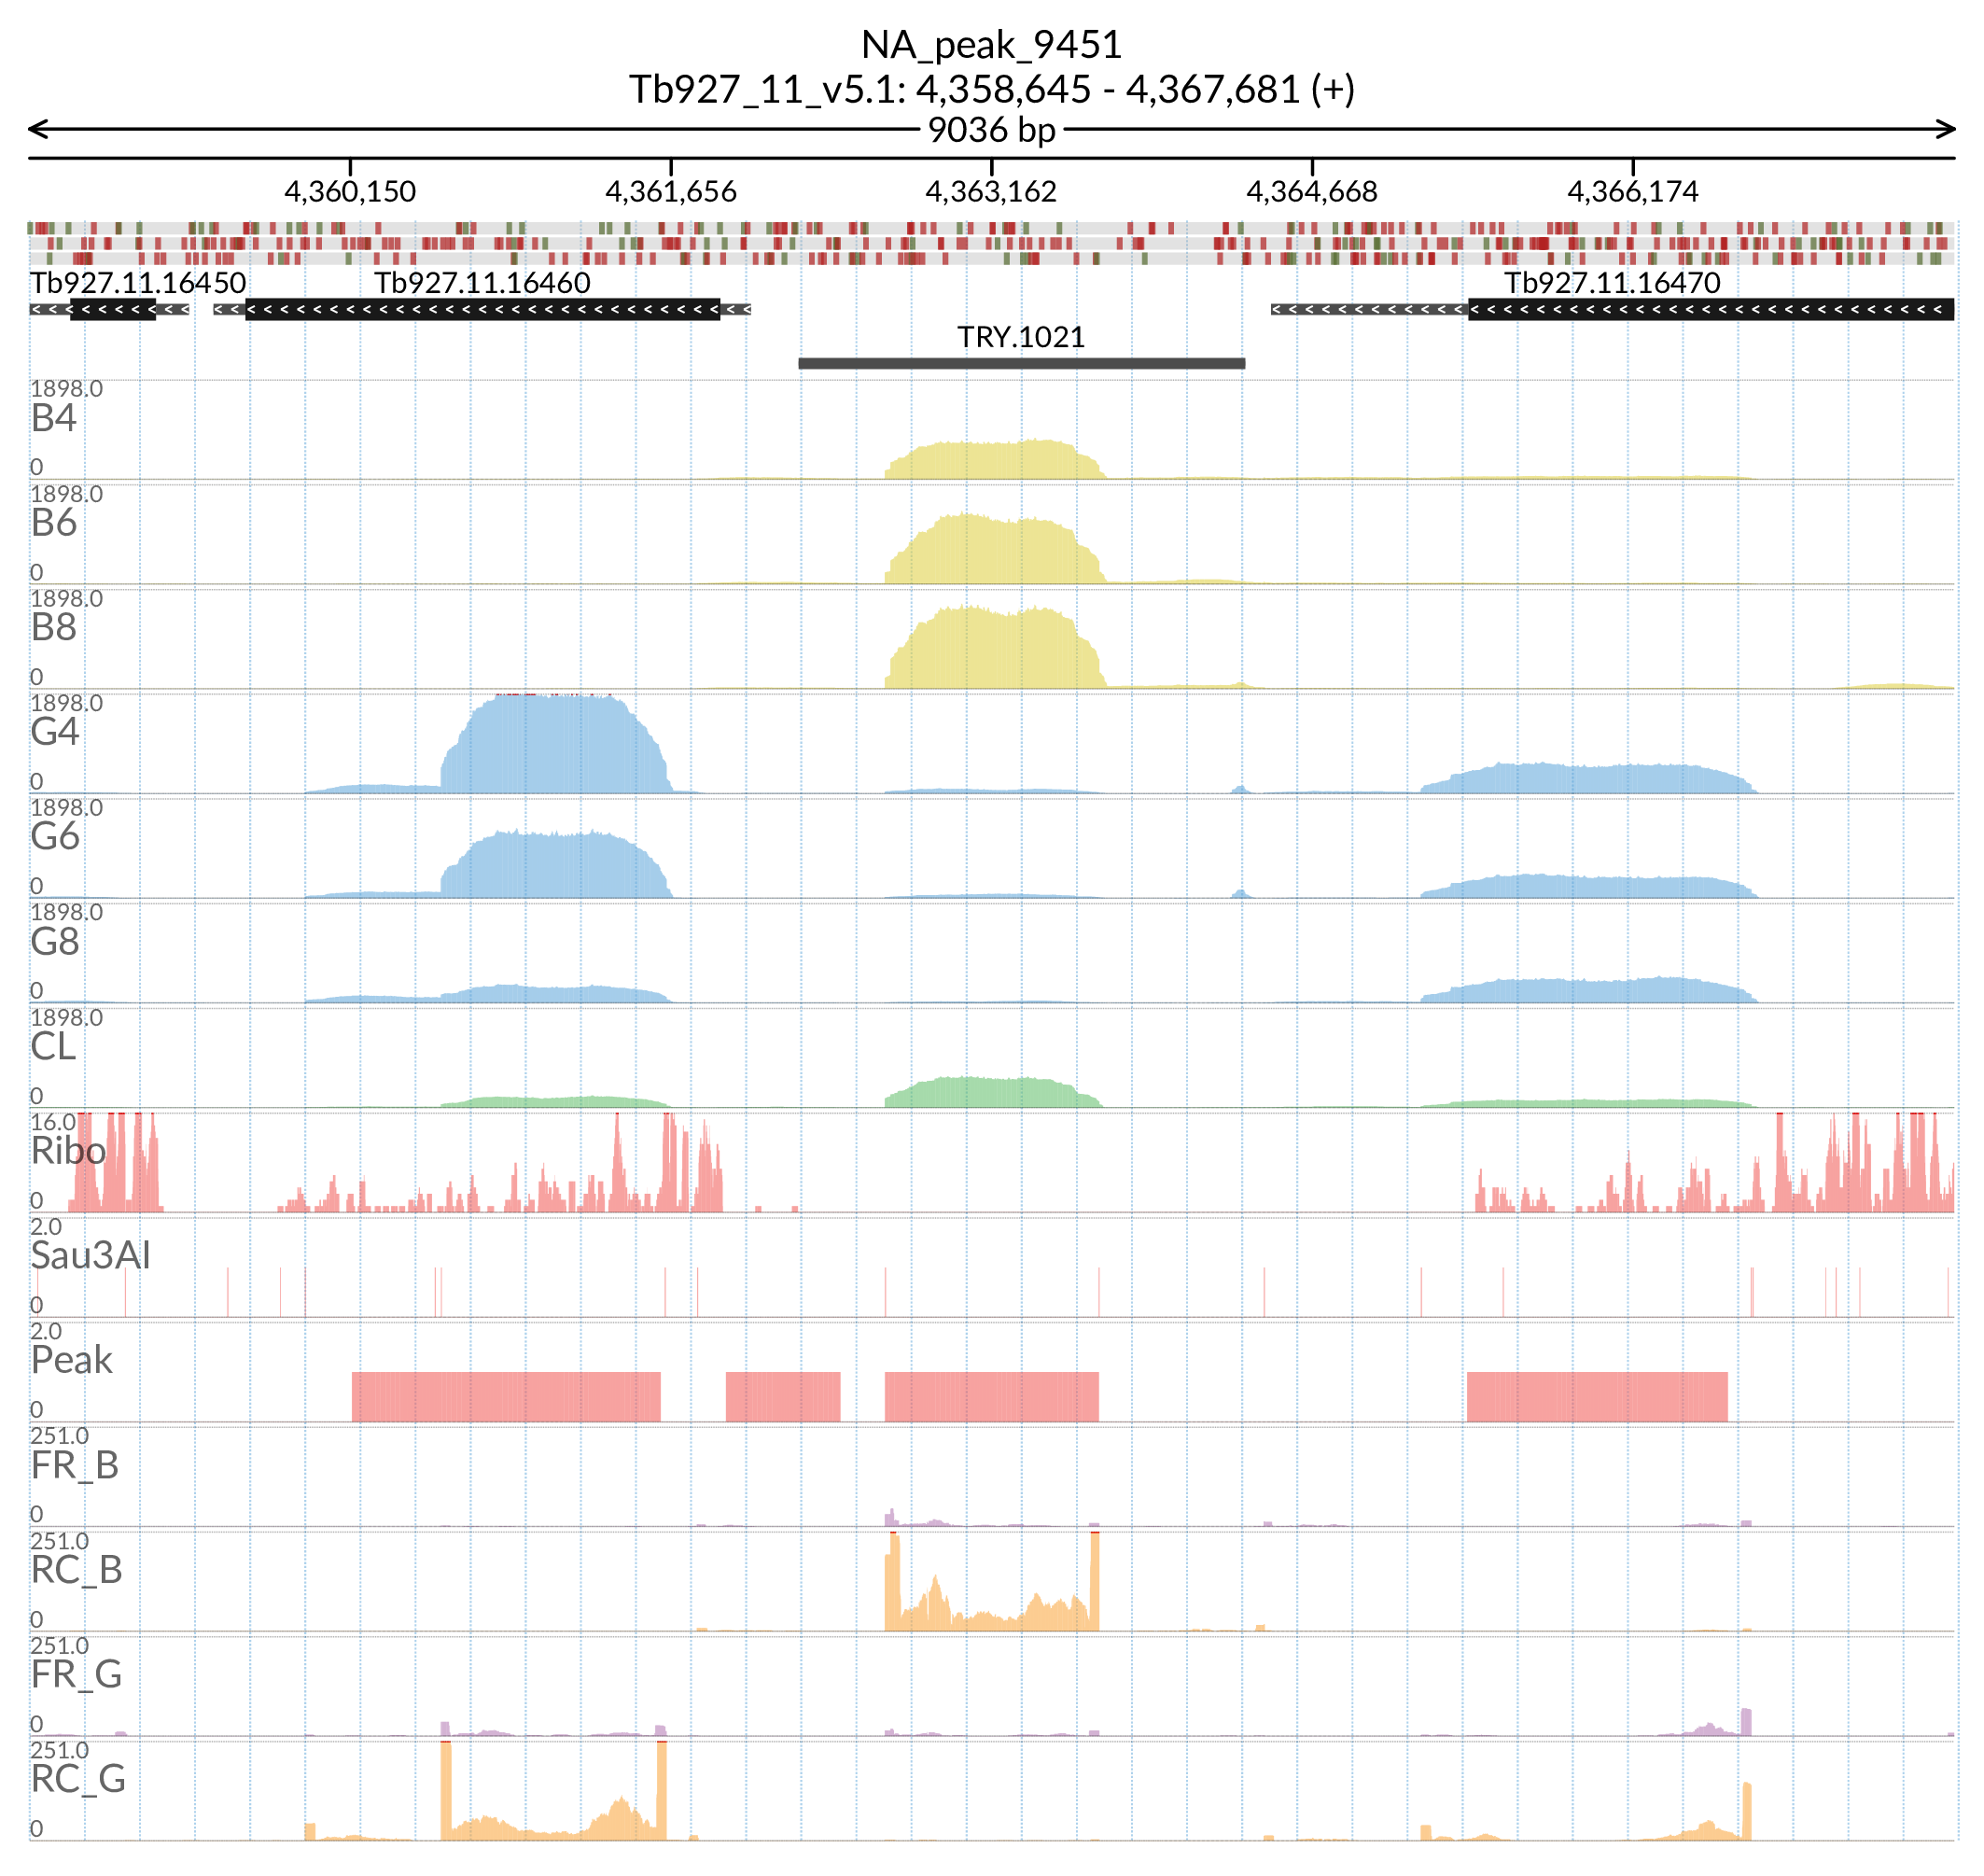 NA_peak_9451
Tb927_11_v5.1: 4,358,645 - 4,367,681 (+)
9036 bp
4,360,150 4,361,656 4,363,162 4,364,668 4,366,174
Tb927.11.16450 Tb927.11.16460 Tb927.11.16470
TRY.1021
1898.0
B4
0
1898.0
B6
0
1898.0
B8
0
1898.0
G4
0
1898.0
G6
0
1898.0
G8
0
1898.0
CL
0
16.0
Ribo
0
2.0
Sau3AI
0
2.0
Peak
0
251.0
FR_B
0
251.0
RC_B
0
251.0
FR_G
0
251.0
RC_G
0